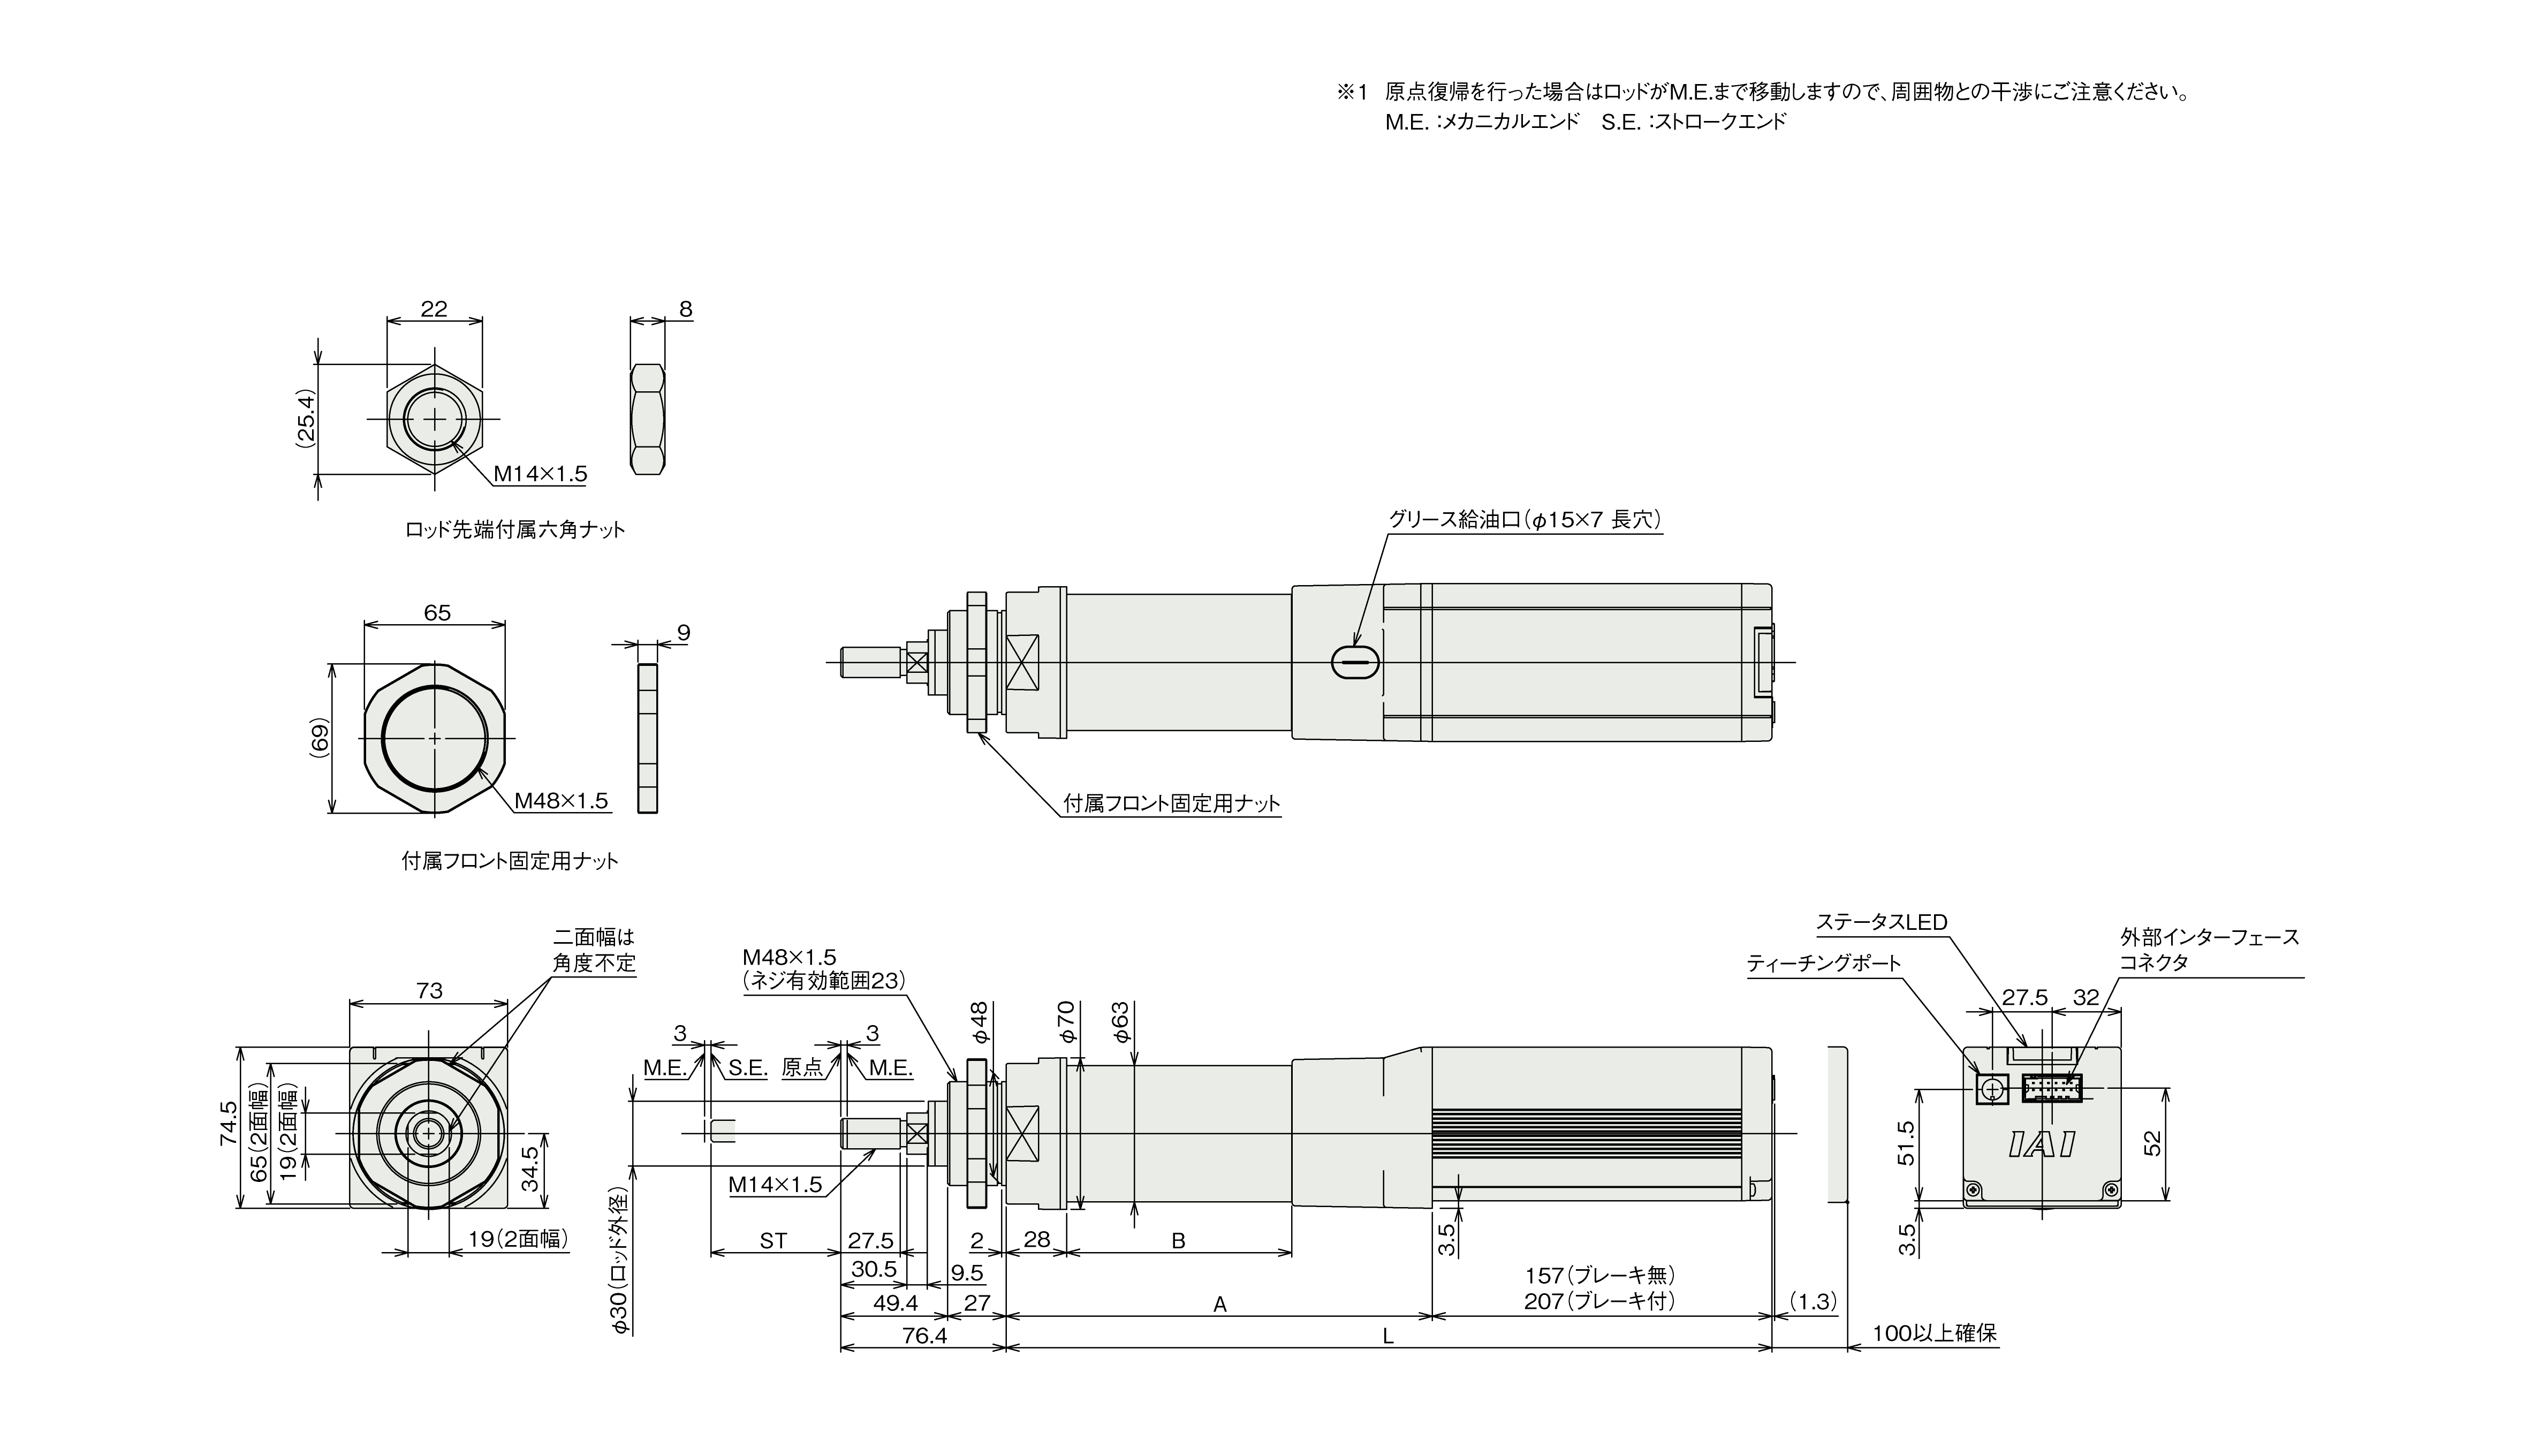 ※1 原点復帰を行った場合はロッドがM.E.まで移動しますので、周囲物との干渉にご注意ください。
M.E.：メカニカルエンド S.E.：ストロークエンド
22
8
(25.4)
M14×1.5
ロッド先端付属六角ナット
グリース給油口(φ15×7 長穴)
65
9
(69)
M48×1.5
付属フロント固定用ナット
付属フロント固定用ナット
二面幅は
角度不定
73
74.5
65(2面幅)
19(2面幅)
34.5
19(2面幅)
M48×1.5
(ネジ有効範囲23)
3
3
M.E.
S.E.
原点
M.E.
φ48
φ70
φ63
M14×1.5
φ30(ロッド外径)
ST
27.5
2
28
B
3.5
30.5
9.5
157(ブレーキ無)
207(ブレーキ付)
49.4
27
A
(1.3)
76.4
L
100以上確保
ステータスLED
ティーチングポート
外部インターフェース
コネクタ
27.5
32
51.5
52
IAI
3.5